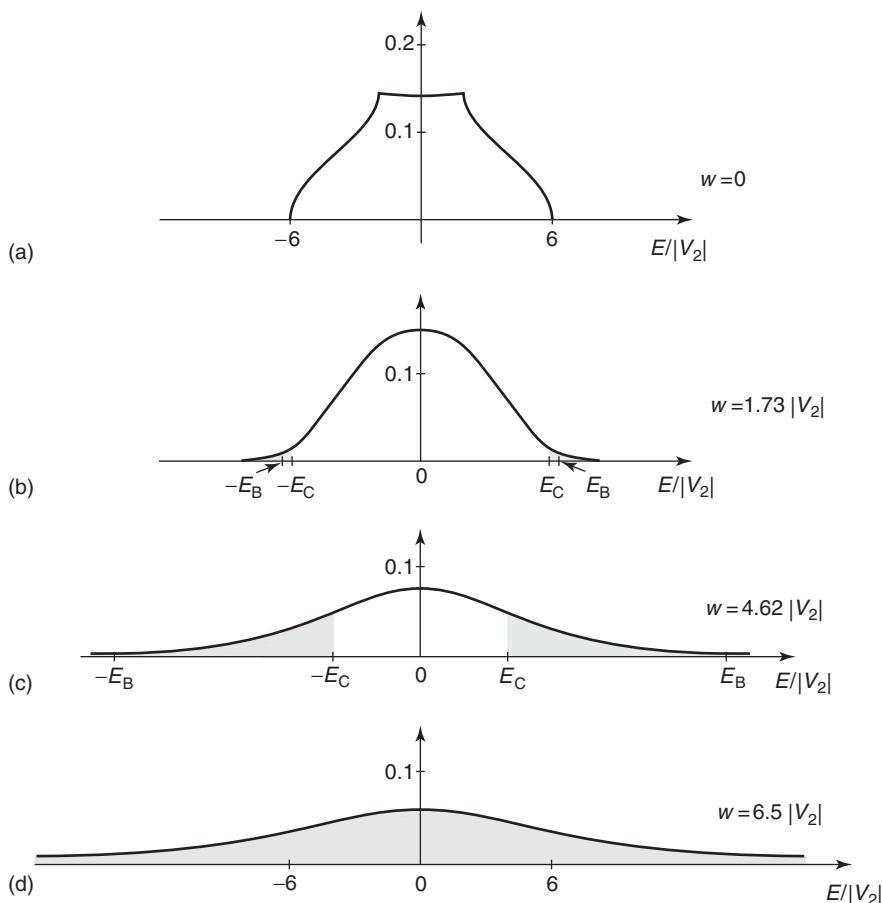 0.2
0.1
w = 0
−6
6
E/|V2|
(a)
0.1
w = 1.73 |V2|
−EB −EC
0
EC EB
E/|V2|
(b)
0.1
w = 4.62 |V2|
−EB
−EC
0
EC
EB
E/|V2|
(c)
0.1
w = 6.5 |V2|
−6
0
6
E/|V2|
(d)